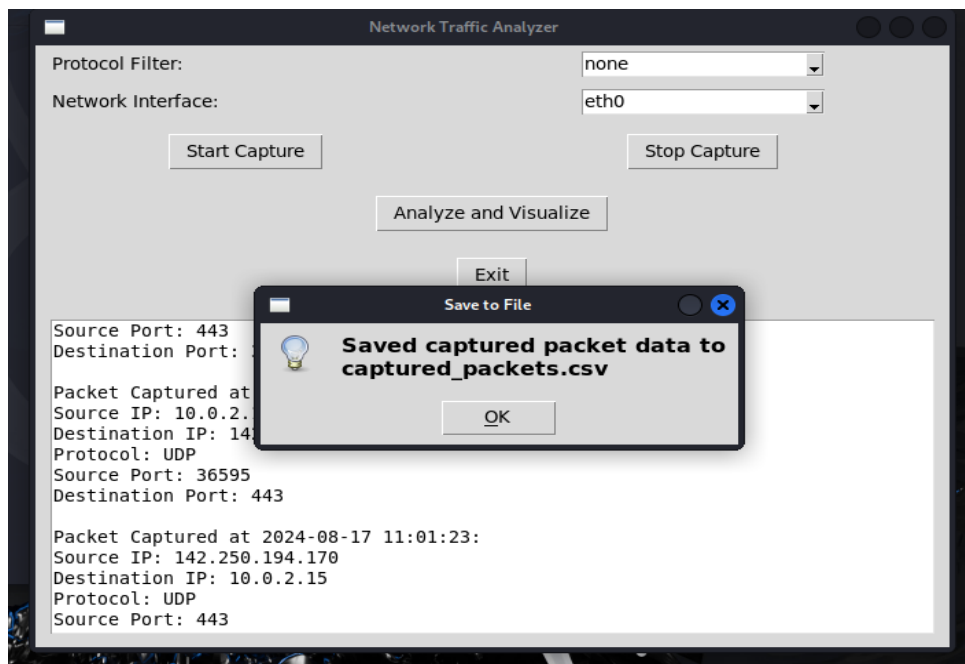 Network Traffic Analyzer
Protocol Filter:
none
Network Interface:
eth0
Start Capture
Stop Capture
Analyze and Visualize
Exit
Save to File
Saved captured packet data to
captured_packets.csv
OK
Source Port: 443
Destination Port:
Packet Captured at
Source IP: 10.0.2.
Destination IP: 14
Protocol: UDP
Source Port: 36595
Destination Port: 443
Packet Captured at 2024-08-17 11:01:23:
Source IP: 142.250.194.170
Destination IP: 10.0.2.15
Protocol: UDP
Source Port: 443